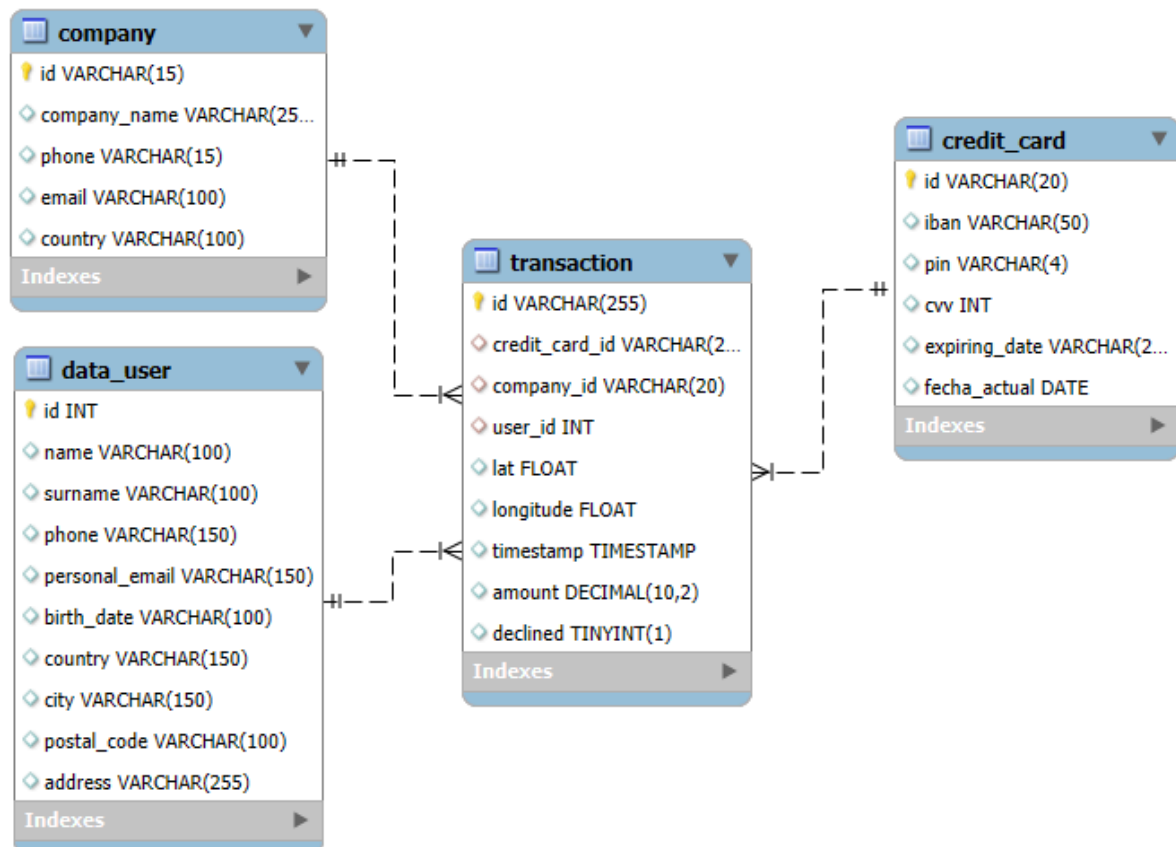 company
id VARCHAR(15)
company_name VARCHAR(25...
phone VARCHAR(15)
email VARCHAR(100)
country VARCHAR(100)
Indexes
data_user
id INT
name VARCHAR(100)
surname VARCHAR(100)
phone VARCHAR(150)
personal_email VARCHAR(150)
birth_date VARCHAR(100)
country VARCHAR(150)
city VARCHAR(150)
postal_code VARCHAR(100)
address VARCHAR(255)
Indexes
transaction
id VARCHAR(255)
credit_card_id VARCHAR(2...
company_id VARCHAR(20)
user_id INT
lat FLOAT
longitude FLOAT
timestamp TIMESTAMP
amount DECIMAL(10,2)
declined TINYINT(1)
Indexes
credit_card
id VARCHAR(20)
iban VARCHAR(50)
pin VARCHAR(4)
cvv INT
expiring_date VARCHAR(2...
fecha_actual DATE
Indexes